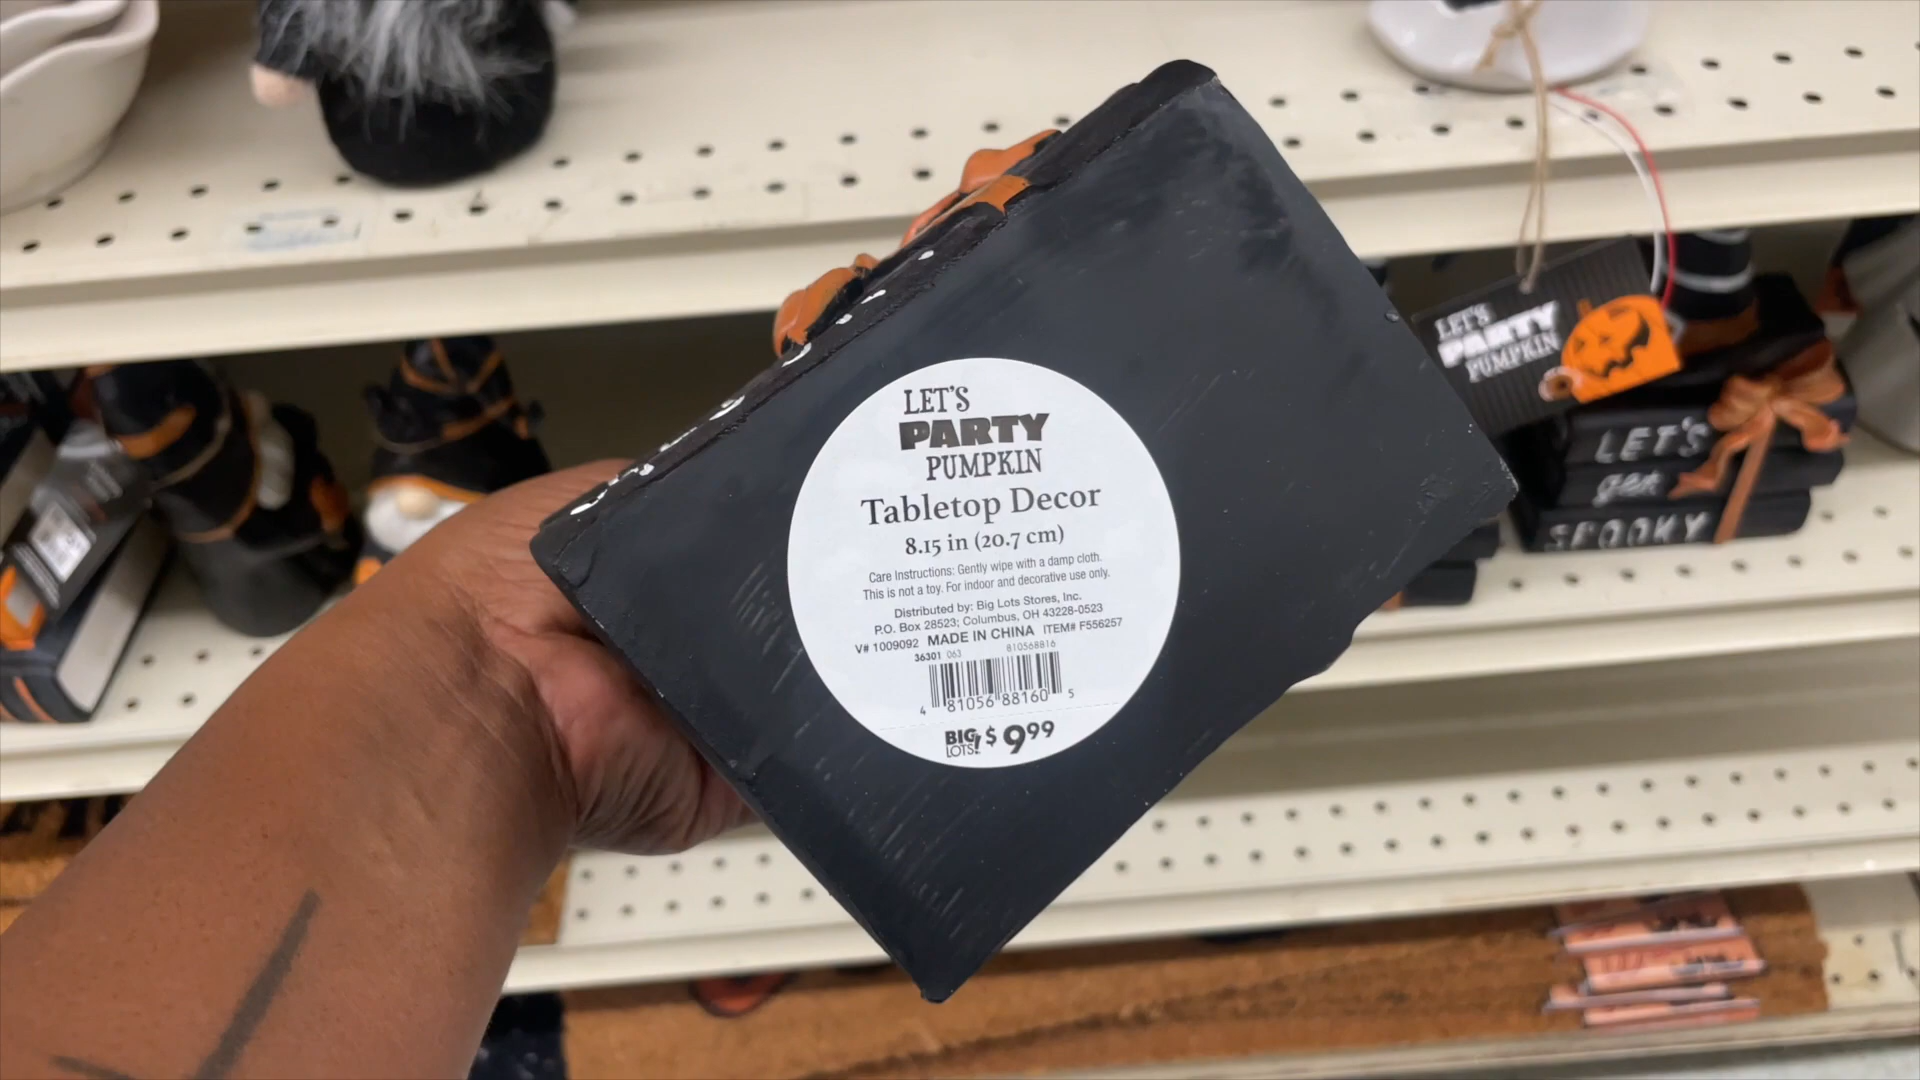 LET'S
PARTY
PUMPKIN
Tabletop Decor
8.15 in (20.7 cm)
Care Instructions: Gently wipe with a damp cloth.
This is not a toy. For indoor and decorative use only.
Distributed by: Big Lots Stores, Inc.
P.O. Box 28523; Columbus, OH 43228-0523
V# 1009092 MADE IN CHINA ITEM# F556257
36301 063 810568816
4 81056 88160 5
BIG LOTS! $9.99
LET'S
PARTY
PUMPKIN
LET'S
get
SPOOKY